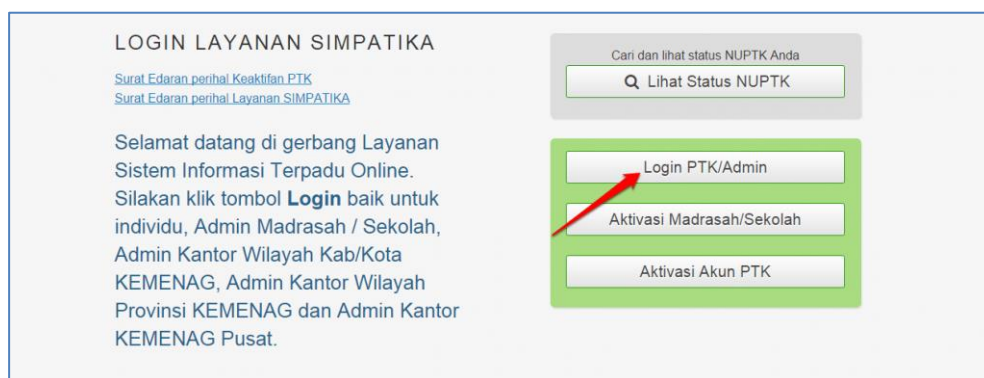 LOGIN LAYANAN SIMPATIKA
Surat Edaran perihal Keaktifan PTK
Surat Edaran perihal Layanan SIMPATIKA
Selamat datang di gerbang Layanan
Sistem Informasi Terpadu Online.
Silakan klik tombol Login baik untuk
individu, Admin Madrasah / Sekolah,
Admin Kantor Wilayah Kab/Kota
KEMENAG, Admin Kantor Wilayah
Provinsi KEMENAG dan Admin Kantor
KEMENAG Pusat.
Cari dan lihat status NUPTK Anda
Lihat Status NUPTK
Login PTK/Admin
Aktivasi Madrasah/Sekolah
Aktivasi Akun PTK